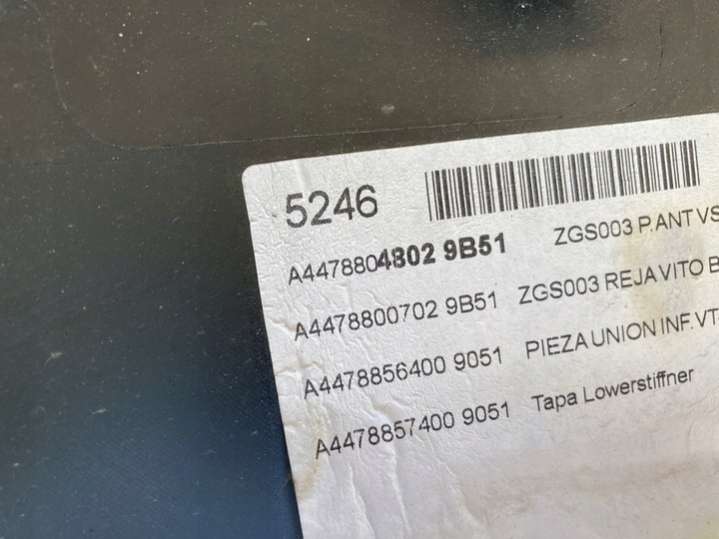 5246
A4478804802 9B51 ZGS003 P.ANT VS
A4478800702 9B51 ZGS003 REJA VITO B
A4478856400 9051 PIEZA UNION INF. VT
A4478857400 9051 Tapa Lowerstiffner